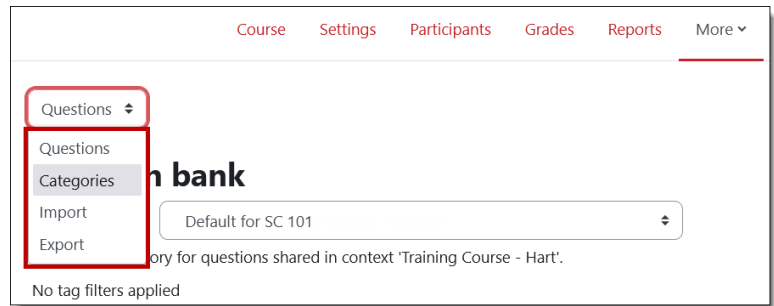 Course Settings Participants Grades Reports More
Questions
Questions
Categories
Import
Export
n bank
Default for SC 101
ory for questions shared in context 'Training Course - Hart'.
No tag filters applied